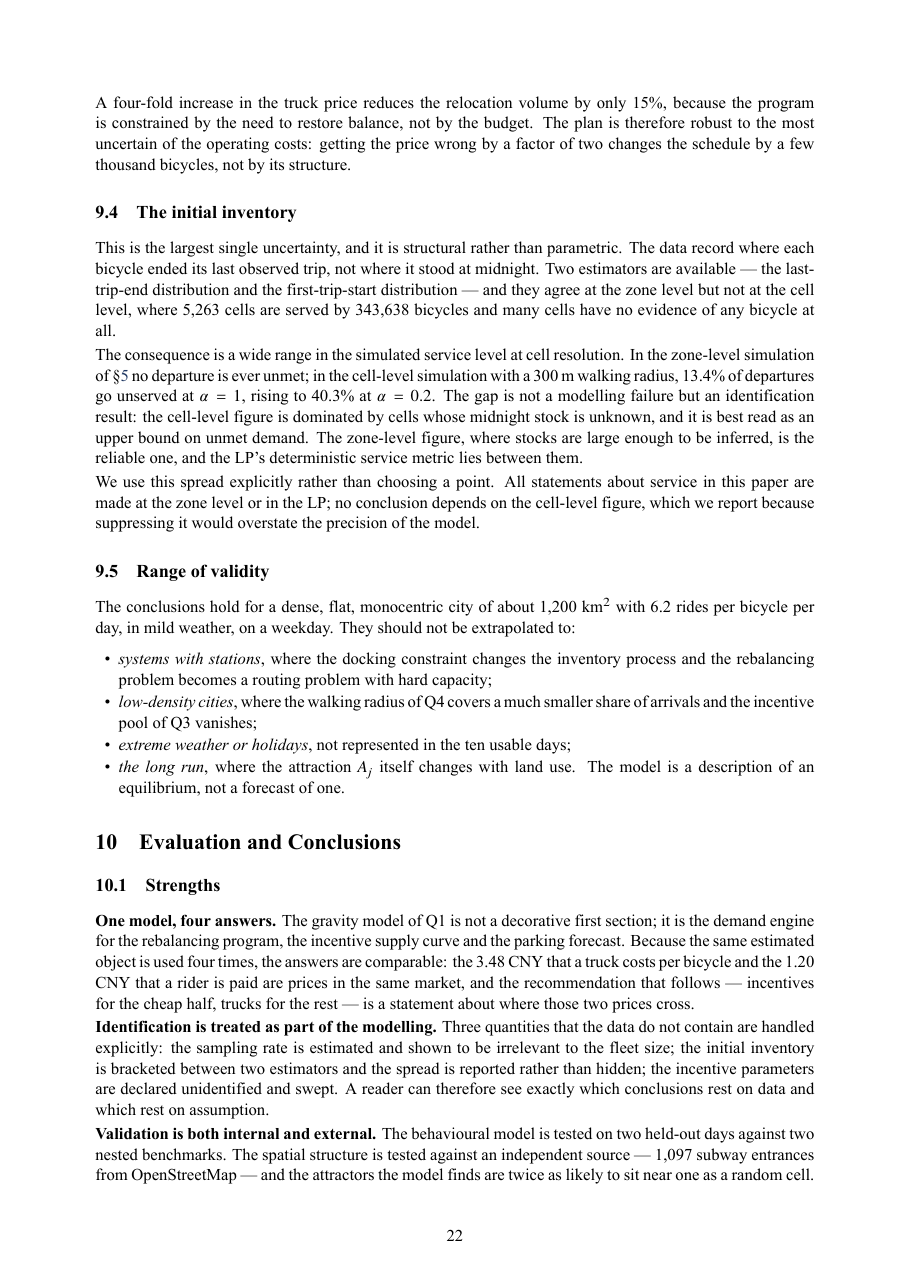 A four-fold increase in the truck price reduces the relocation volume by only 15%, because the program
is constrained by the need to restore balance, not by the budget. The plan is therefore robust to the most
uncertain of the operating costs: getting the price wrong by a factor of two changes the schedule by a few
thousand bicycles, not by its structure.
9.4 The initial inventory
This is the largest single uncertainty, and it is structural rather than parametric. The data record where each
bicycle ended its last observed trip, not where it stood at midnight. Two estimators are available — the last-
trip-end distribution and the first-trip-start distribution — and they agree at the zone level but not at the cell
level, where 5,263 cells are served by 343,638 bicycles and many cells have no evidence of any bicycle at
all.
The consequence is a wide range in the simulated service level at cell resolution. In the zone-level simulation
of §5 no departure is ever unmet; in the cell-level simulation with a 300 m walking radius, 13.4% of departures
go unserved at α = 1, rising to 40.3% at α = 0.2. The gap is not a modelling failure but an identification
result: the cell-level figure is dominated by cells whose midnight stock is unknown, and it is best read as an
upper bound on unmet demand. The zone-level figure, where stocks are large enough to be inferred, is the
reliable one, and the LP’s deterministic service metric lies between them.
We use this spread explicitly rather than choosing a point. All statements about service in this paper are
made at the zone level or in the LP; no conclusion depends on the cell-level figure, which we report because
suppressing it would overstate the precision of the model.
9.5 Range of validity
The conclusions hold for a dense, flat, monocentric city of about 1,200 km² with 6.2 rides per bicycle per
day, in mild weather, on a weekday. They should not be extrapolated to:
• systems with stations, where the docking constraint changes the inventory process and the rebalancing
problem becomes a routing problem with hard capacity;
• low-density cities, where the walking radius of Q4 covers a much smaller share of arrivals and the incentive
pool of Q3 vanishes;
• extreme weather or holidays, not represented in the ten usable days;
• the long run, where the attraction Aj itself changes with land use. The model is a description of an
equilibrium, not a forecast of one.
10 Evaluation and Conclusions
10.1 Strengths
One model, four answers. The gravity model of Q1 is not a decorative first section; it is the demand engine
for the rebalancing program, the incentive supply curve and the parking forecast. Because the same estimated
object is used four times, the answers are comparable: the 3.48 CNY that a truck costs per bicycle and the 1.20
CNY that a rider is paid are prices in the same market, and the recommendation that follows — incentives
for the cheap half, trucks for the rest — is a statement about where those two prices cross.
Identification is treated as part of the modelling. Three quantities that the data do not contain are handled
explicitly: the sampling rate is estimated and shown to be irrelevant to the fleet size; the initial inventory
is bracketed between two estimators and the spread is reported rather than hidden; the incentive parameters
are declared unidentified and swept. A reader can therefore see exactly which conclusions rest on data and
which rest on assumption.
Validation is both internal and external. The behavioural model is tested on two held-out days against two
nested benchmarks. The spatial structure is tested against an independent source — 1,097 subway entrances
from OpenStreetMap — and the attractors the model finds are twice as likely to sit near one as a random cell.
22